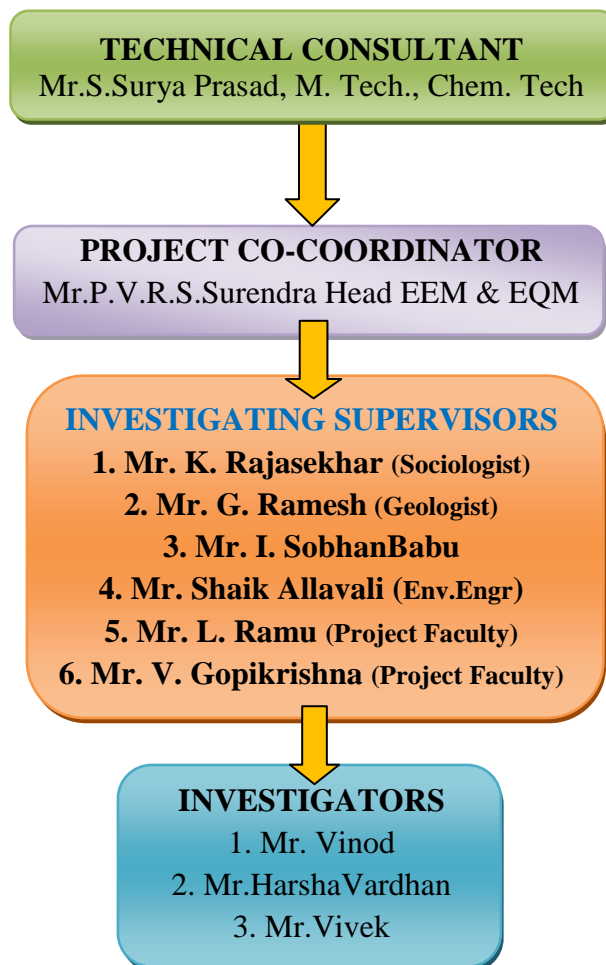 TECHNICAL CONSULTANT
Mr.S.Surya Prasad, M. Tech., Chem. Tech
PROJECT CO-COORDINATOR
Mr.P.V.R.S.Surendra Head EEM & EQM
INVESTIGATING SUPERVISORS
1. Mr. K. Rajasekhar (Sociologist)
2. Mr. G. Ramesh (Geologist)
3. Mr. I. SobhanBabu
4. Mr. Shaik Allavali (Env.Engr)
5. Mr. L. Ramu (Project Faculty)
6. Mr. V. Gopikrishna (Project Faculty)
INVESTIGATORS
1. Mr. Vinod
2. Mr.HarshaVardhan
3. Mr.Vivek